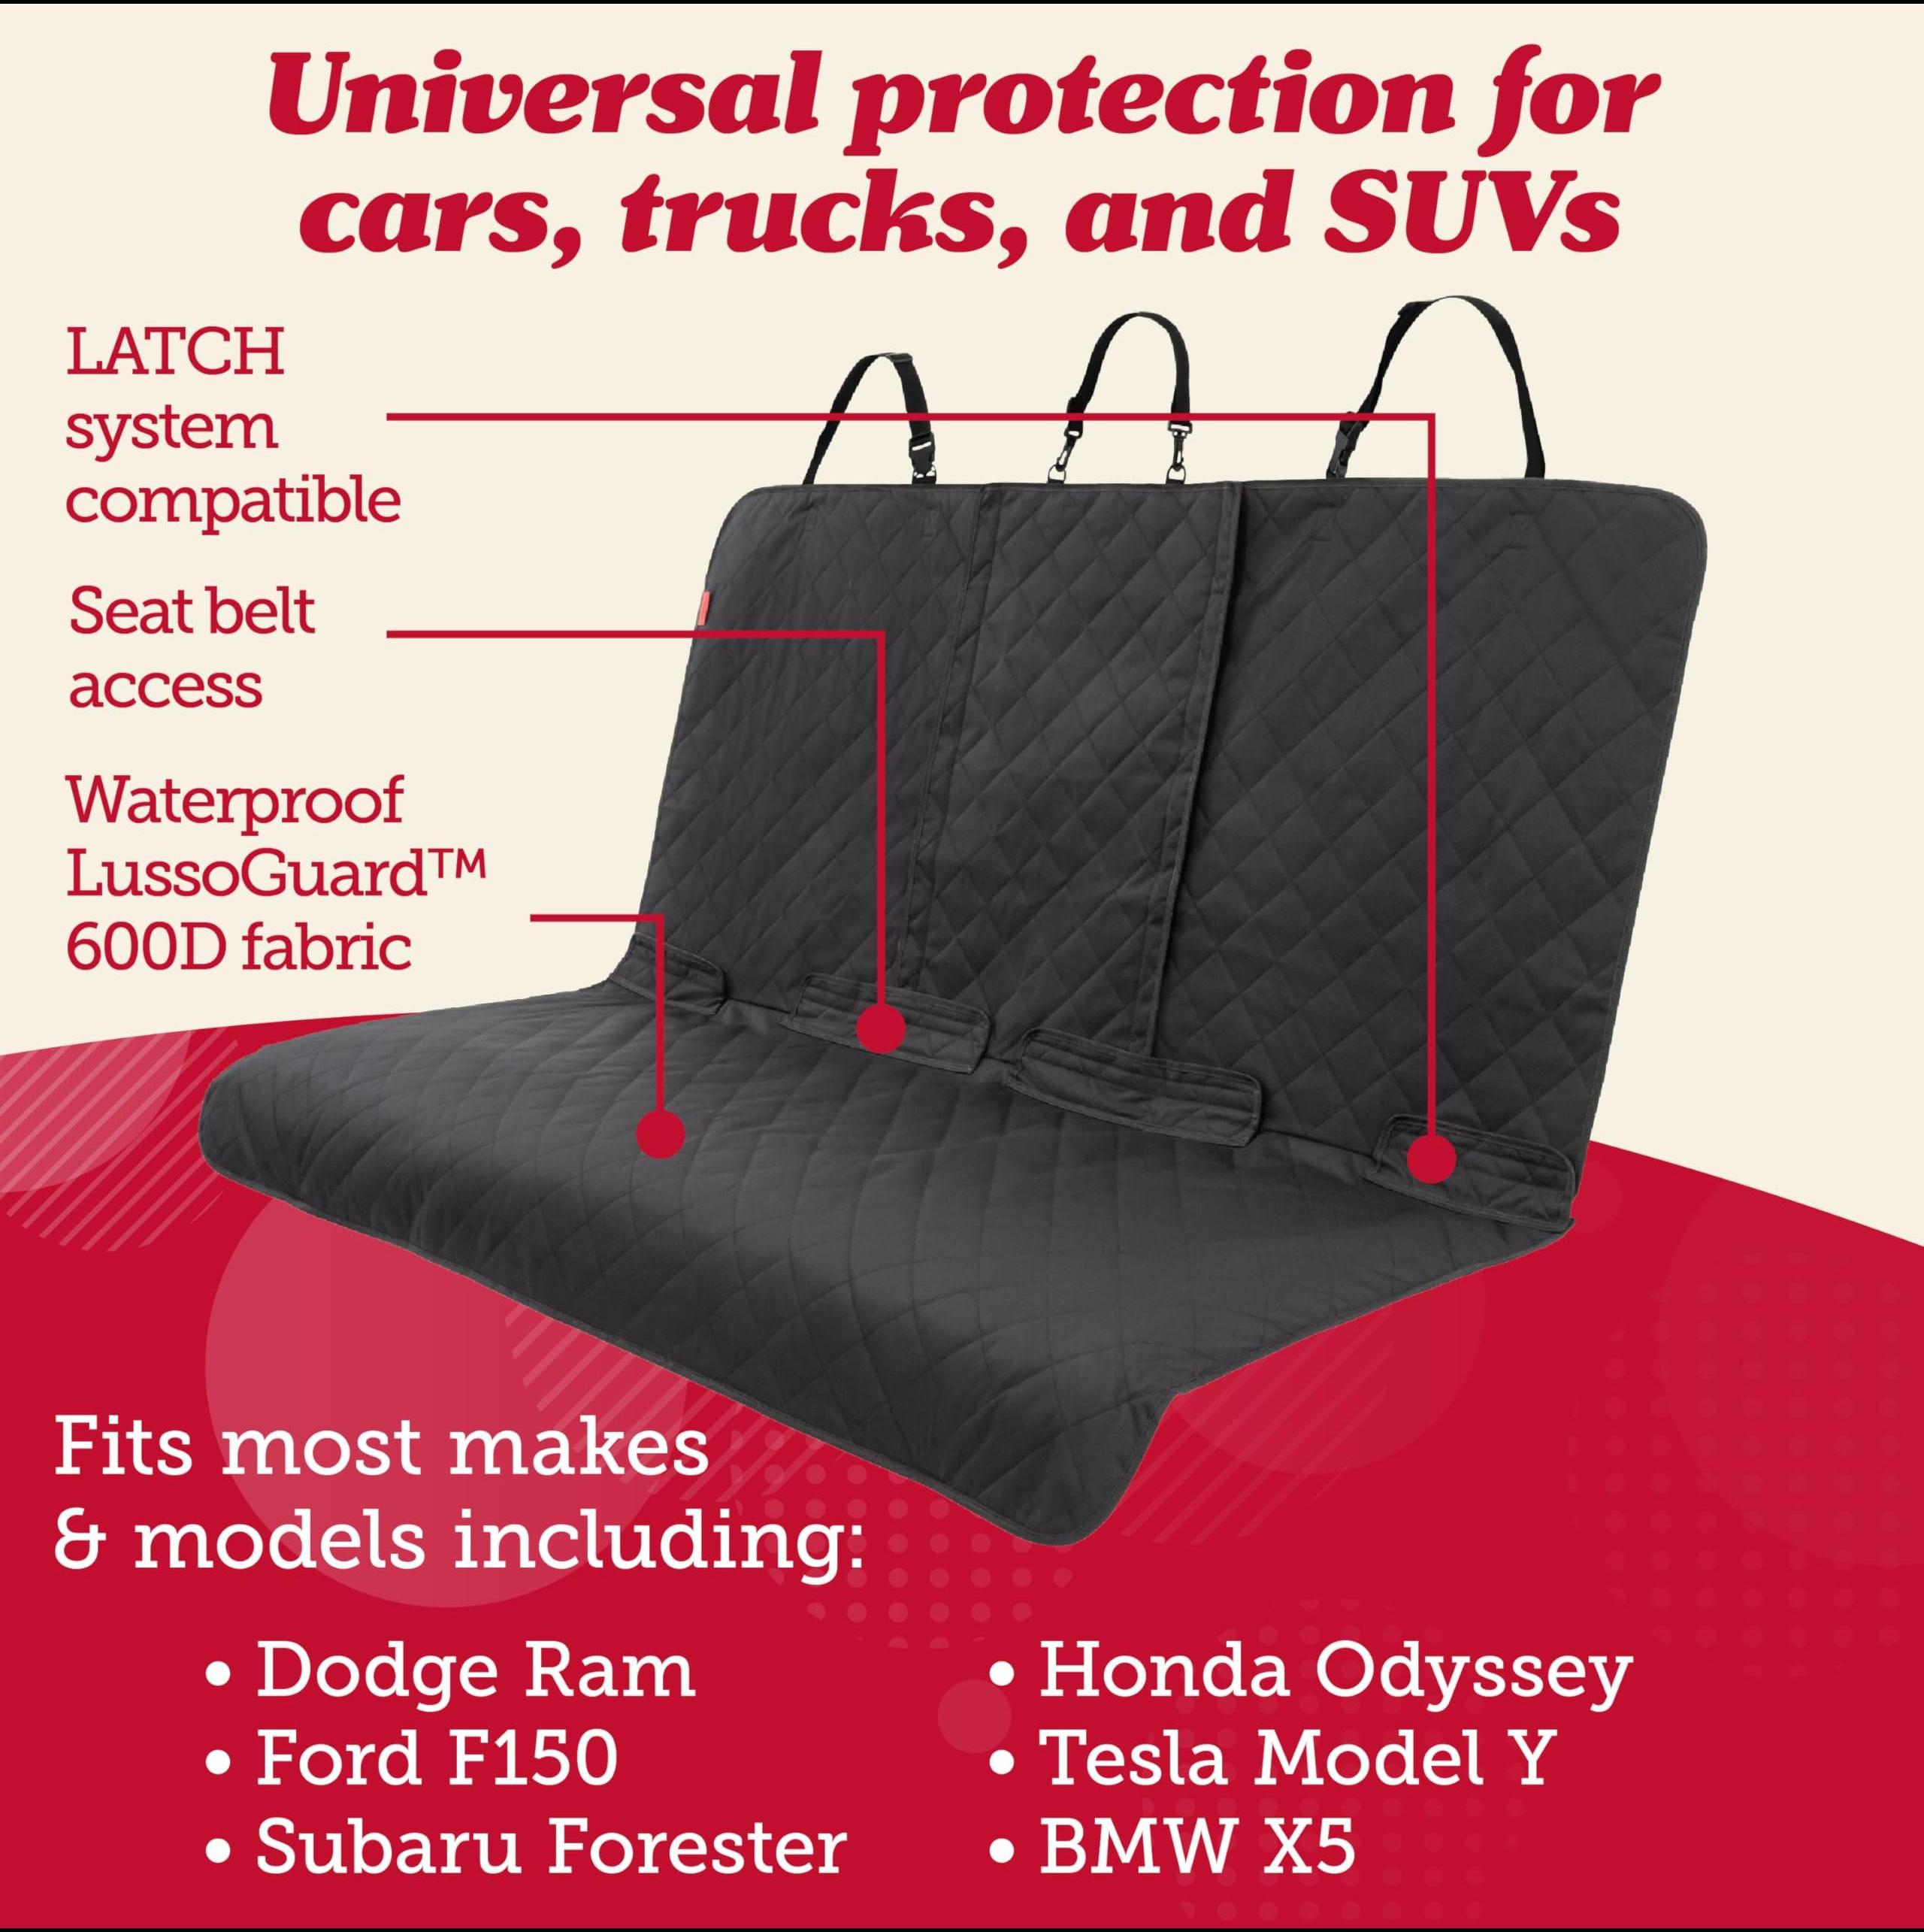 Universal protection for
cars, trucks, and SUVs
LATCH
system
compatible
Seat belt
access
Waterproof
LussoGuard™
600D fabric
Fits most makes
& models including:
• Dodge Ram
• Ford F150
• Subaru Forester
• Honda Odyssey
• Tesla Model Y
• BMW X5